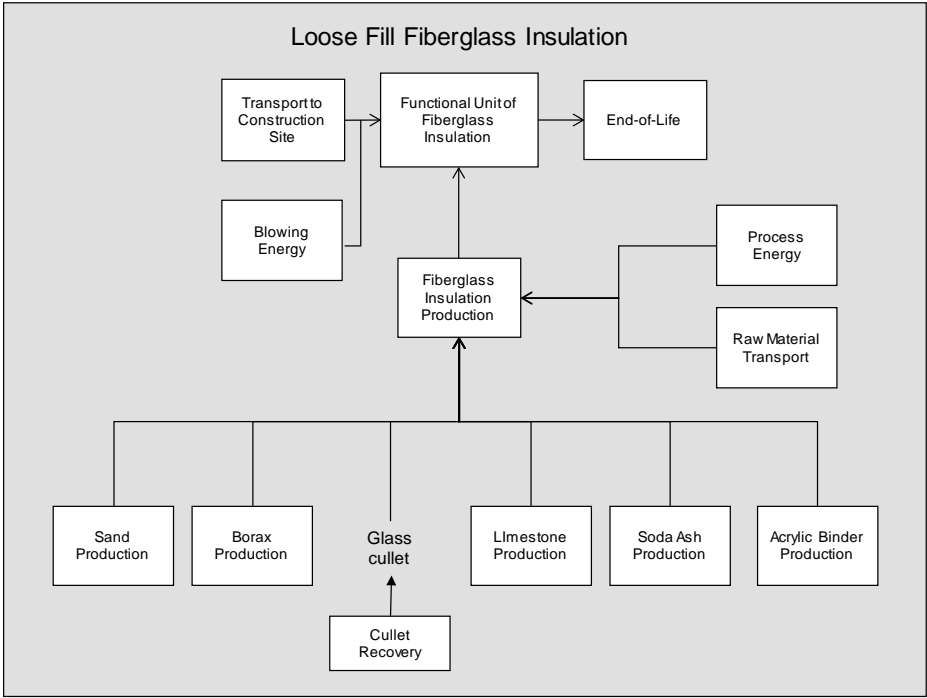 Loose Fill Fiberglass Insulation
Transport to
Construction
Site
Functional Unit of
Fiberglass
Insulation
End-of-Life
Blowing
Energy
Process
Energy
Fiberglass
Insulation
Production
Raw Material
Transport
Sand
Production
Borax
Production
Glass
cullet
LImestone
Production
Soda Ash
Production
Acrylic Binder
Production
Cullet
Recovery